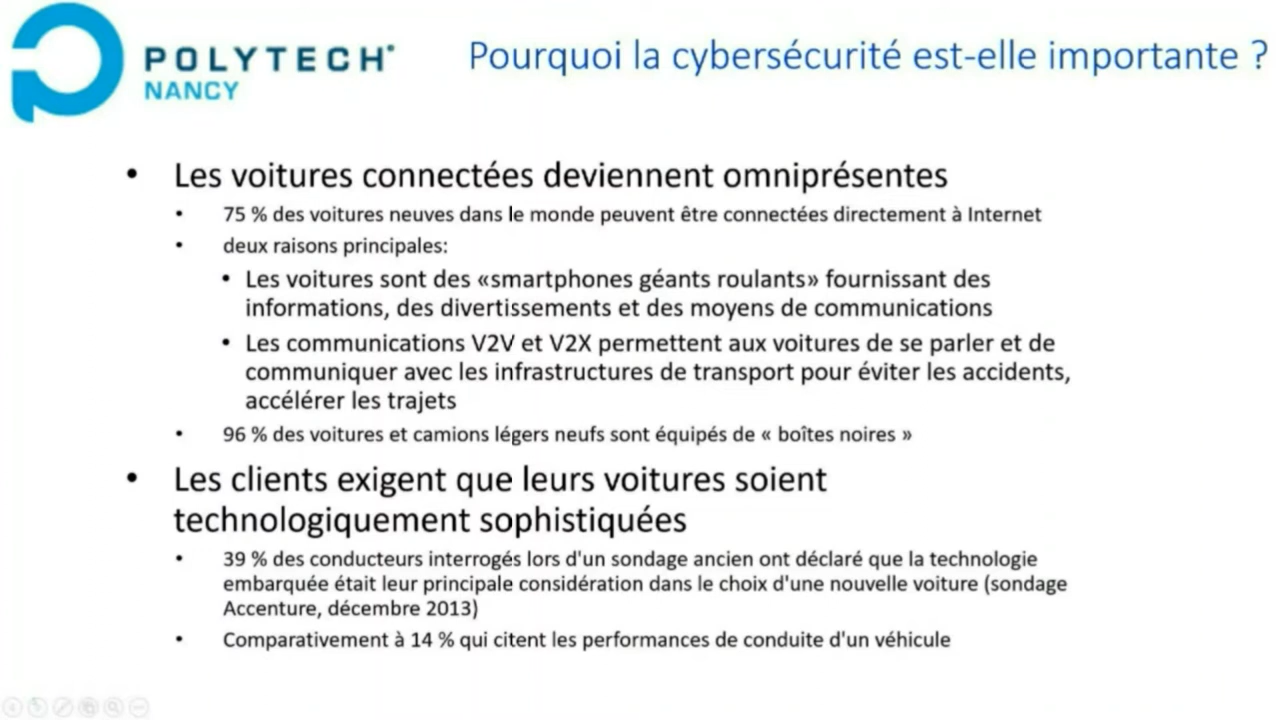 POLYTECH
NANCY
Pourquoi la cybersécurité est-elle importante ?
• Les voitures connectées deviennent omniprésentes
• 75 % des voitures neuves dans le monde peuvent être connectées directement à Internet
• deux raisons principales:
• Les voitures sont des «smartphones géants roulants» fournissant des
informations, des divertissements et des moyens de communications
• Les communications V2V et V2X permettent aux voitures de se parler et de
communiquer avec les infrastructures de transport pour éviter les accidents,
accélérer les trajets
• 96 % des voitures et camions légers neufs sont équipés de « boîtes noires »
• Les clients exigent que leurs voitures soient
technologiquement sophistiquées
• 39 % des conducteurs interrogés lors d'un sondage ancien ont déclaré que la technologie
embarquée était leur principale considération dans le choix d'une nouvelle voiture (sondage
Accenture, décembre 2013)
• Comparativement à 14 % qui citent les performances de conduite d'un véhicule